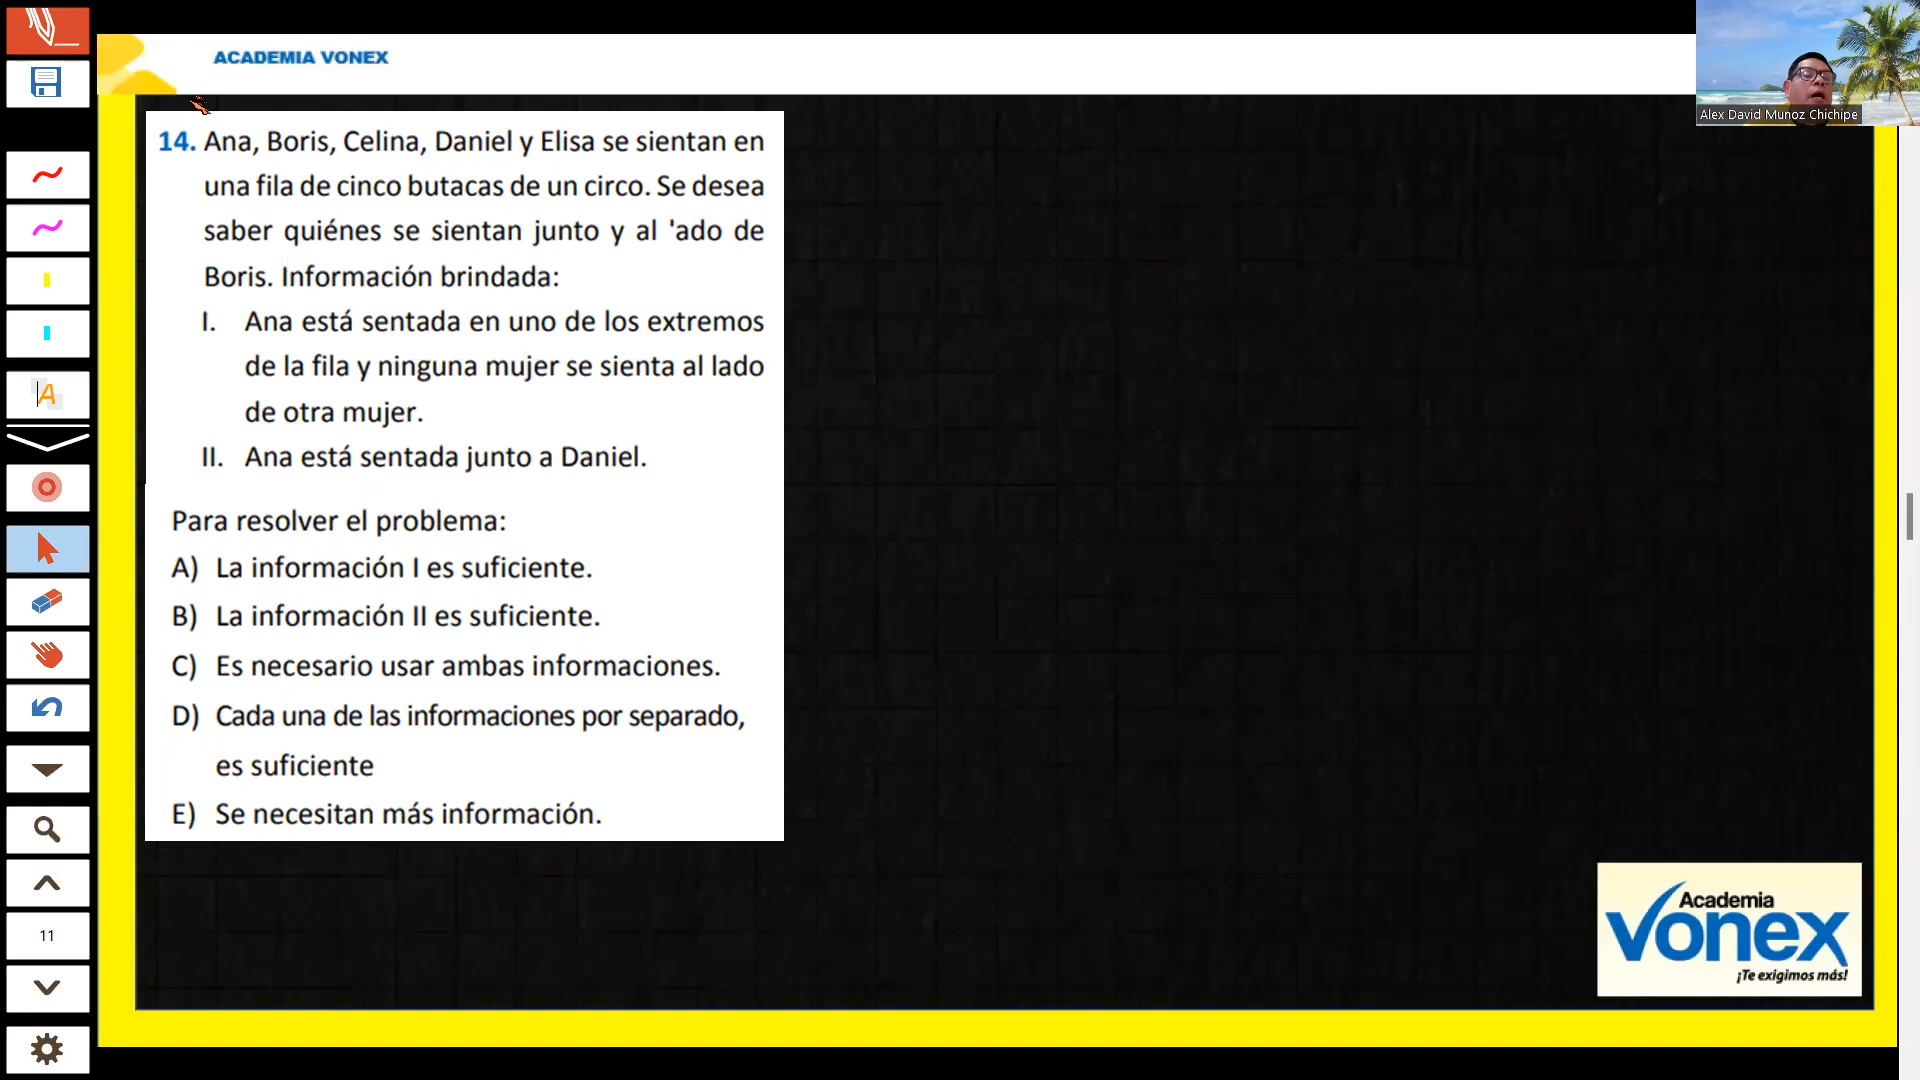 ACADEMIA VONEX
Alex David Munoz Chichipe
14. Ana, Boris, Celina, Daniel y Elisa se sientan en
una fila de cinco butacas de un circo. Se desea
saber quiénes se sientan junto y al 'ado de
Boris. Información brindada:
I. Ana está sentada en uno de los extremos
de la fila y ninguna mujer se sienta al lado
de otra mujer.
II. Ana está sentada junto a Daniel.
Para resolver el problema:
A) La información I es suficiente.
B) La información II es suficiente.
C) Es necesario usar ambas informaciones.
D) Cada una de las informaciones por separado,
es suficiente
E) Se necesitan más información.
A
11
Academia
Vonex
¡Te exigimos más!